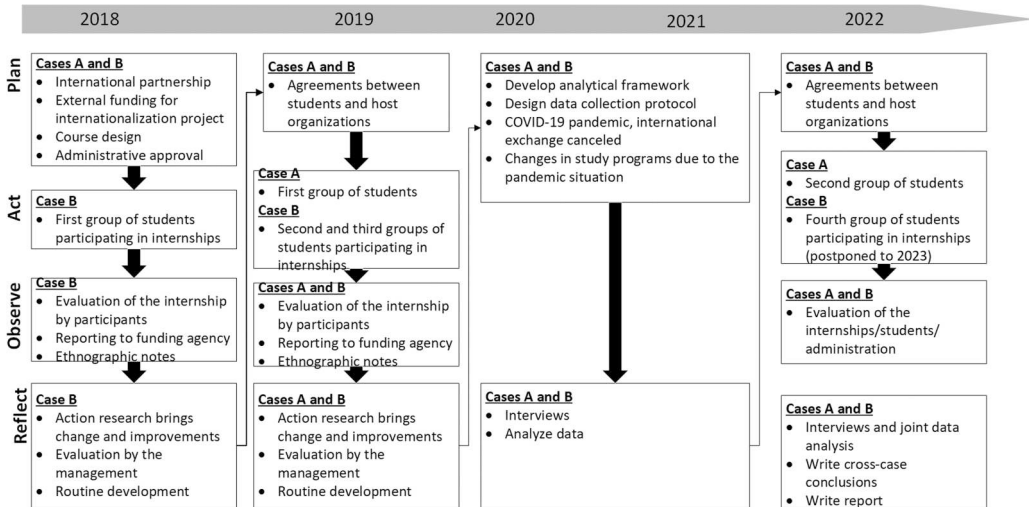 2018
2019
2020
2021
2022
Plan
Cases A and B
• International partnership
• External funding for
internationalization project
• Course design
• Administrative approval
Cases A and B
• Agreements between
students and host
organizations
Cases A and B
• Develop analytical framework
• Design data collection protocol
• COVID-19 pandemic, international
exchange canceled
• Changes in study programs due to the
pandemic situation
Cases A and B
• Agreements between
students and host
organizations
Act
Case B
• First group of students
participating in internships
Case A
• First group of students
Case B
• Second and third groups of
students participating in
internships
Case A
• Second group of students
Case B
• Fourth group of students
participating in internships
(postponed to 2023)
Observe
Case B
• Evaluation of the internship
by participants
• Reporting to funding agency
• Ethnographic notes
Cases A and B
• Evaluation of the internship
by participants
• Reporting to funding agency
• Ethnographic notes
Cases A and B
• Evaluation of the
internships/students/
administration
Reflect
Case B
• Action research brings
change and improvements
• Evaluation by the
management
• Routine development
Cases A and B
• Action research brings
change and improvements
• Evaluation by the
management
• Routine development
Cases A and B
• Interviews
• Analyze data
Cases A and B
• Interviews and joint data
analysis
• Write cross-case
conclusions
• Write report